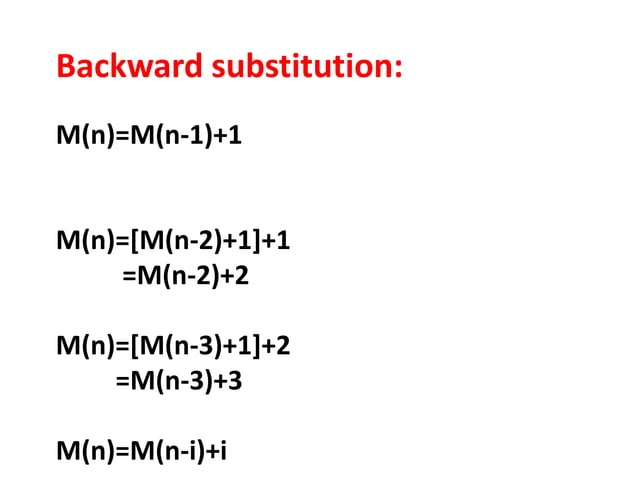 Backward substitution:
M(n)=M(n-1)+1
M(n)=[M(n-2)+1]+1
=M(n-2)+2
M(n)=[M(n-3)+1]+2
=M(n-3)+3
M(n)=M(n-i)+i